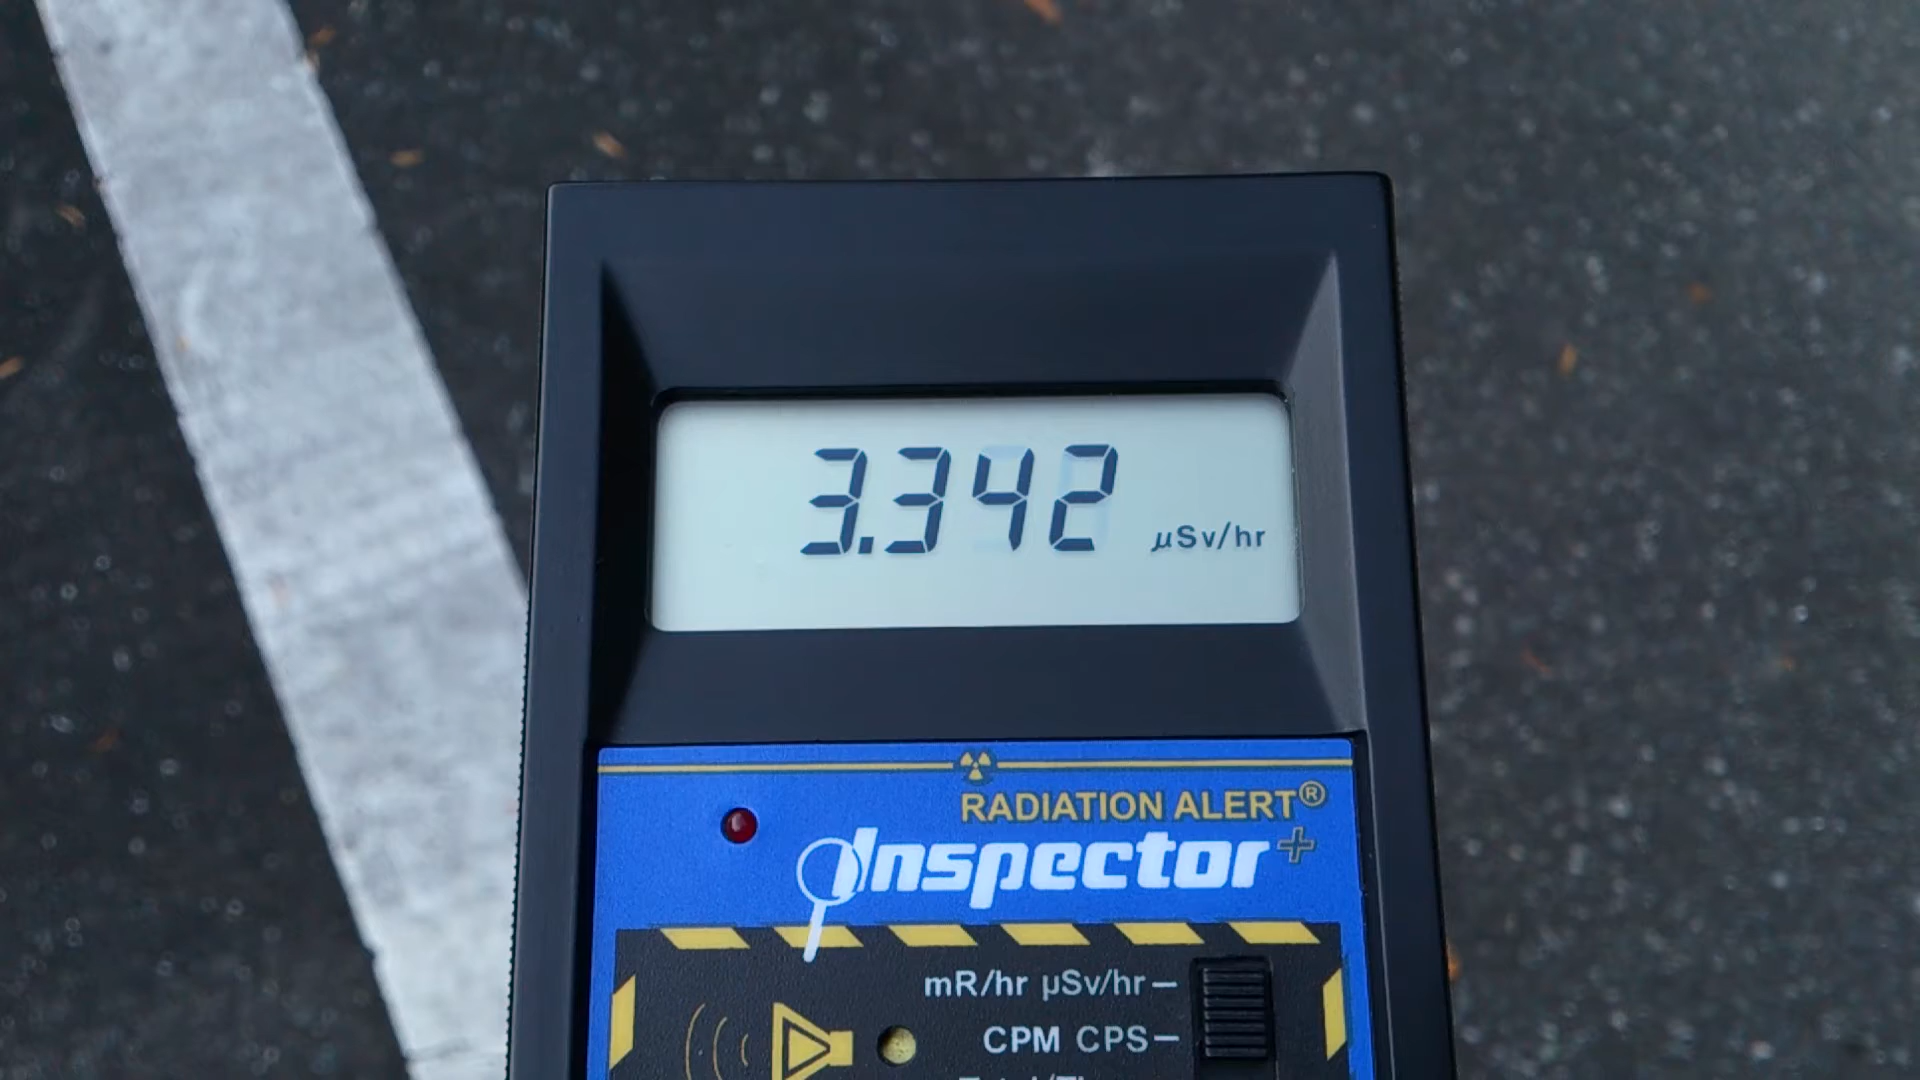 3.342 µSv/hr
RADIATION ALERT®
Inspector+
mR/hr µSv/hr
CPM CPS